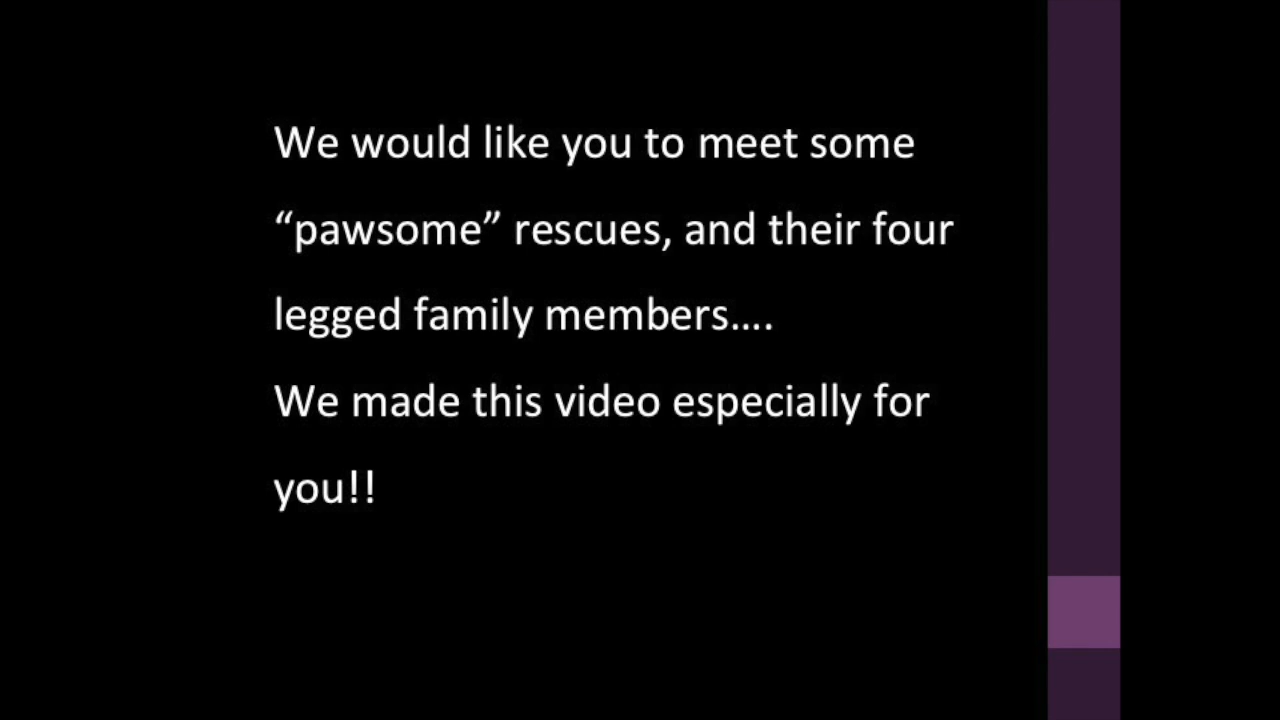 We would like you to meet some
“pawsome” rescues, and their four
legged family members....
We made this video especially for
you!!